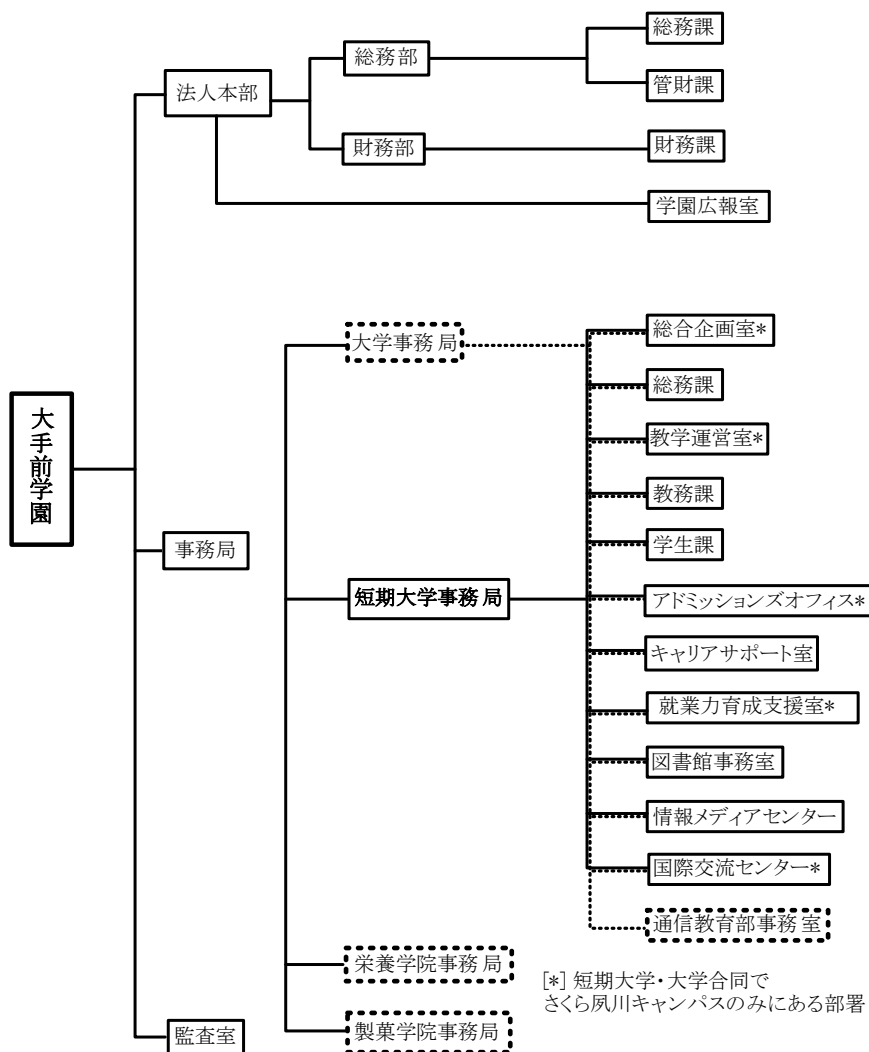 総務課
総務部
法人本部
管財課
財務部
財務課
学園広報室
大学事務局
総合企画室*
総務課
大手前学園
教学運営室*
教務課
事務局
学生課
短期大学事務局
アドミッションズオフィス*
キャリアサポート室
就業力育成支援室*
図書館事務室
情報メディアセンター
国際交流センター*
通信教育部事務室
栄養学院事務局
[*] 短期大学・大学合同で
さくら夙川キャンパスのみにある部署
製菓学院事務局
監査室